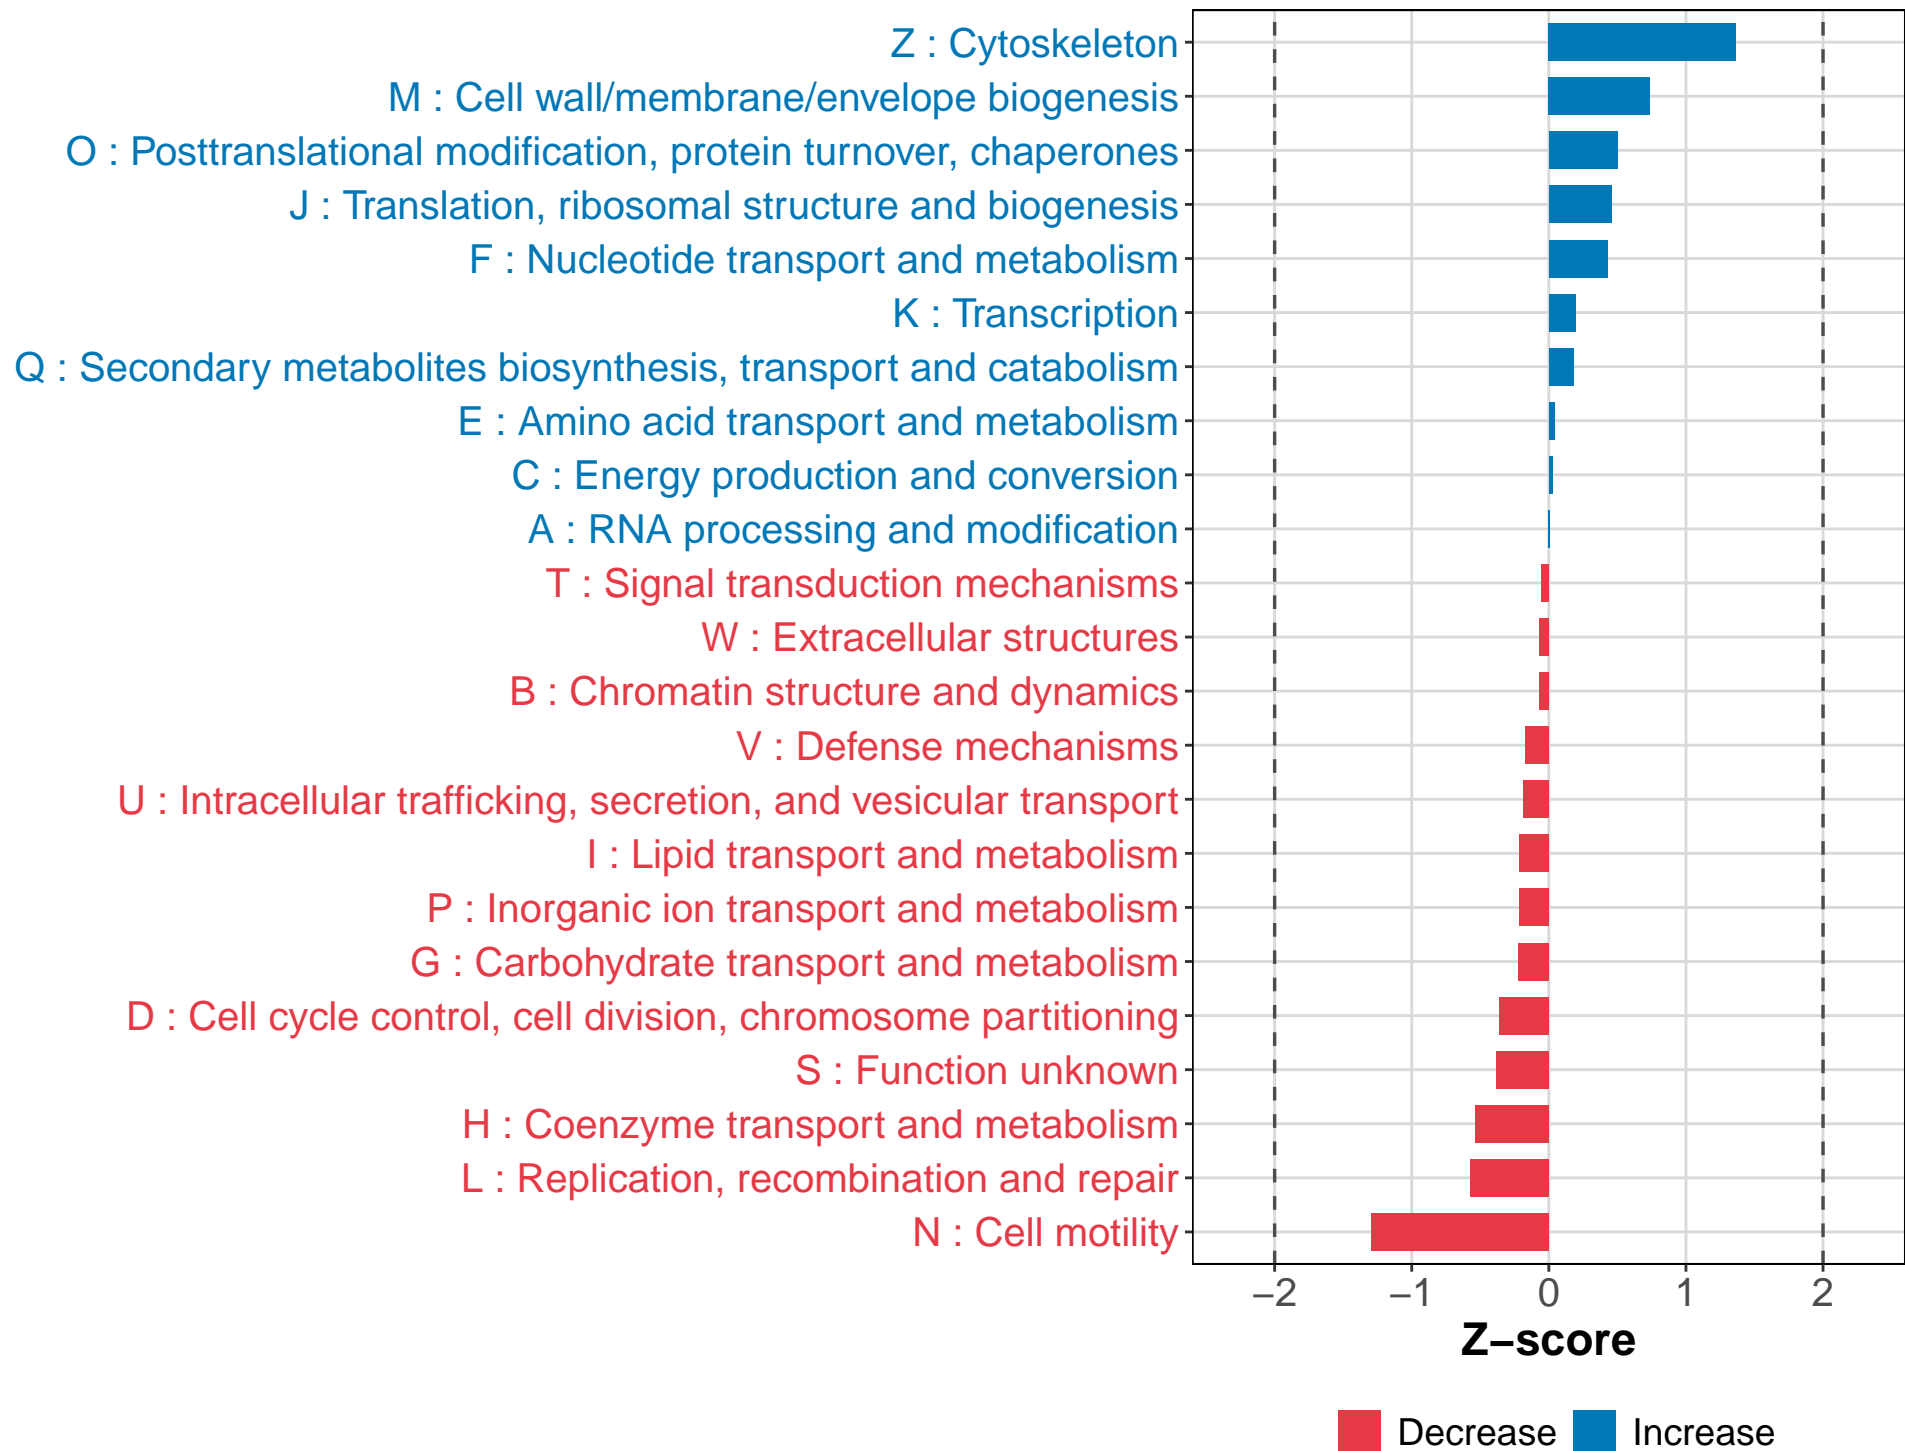 Z : Cytoskeleton
M : Cell wall/membrane/envelope biogenesis
O : Posttranslational modification, protein turnover, chaperones
J : Translation, ribosomal structure and biogenesis
F : Nucleotide transport and metabolism
K : Transcription
Q : Secondary metabolites biosynthesis, transport and catabolism
E : Amino acid transport and metabolism
C : Energy production and conversion
A : RNA processing and modification
T : Signal transduction mechanisms
W : Extracellular structures
B : Chromatin structure and dynamics
V : Defense mechanisms
U : Intracellular trafficking, secretion, and vesicular transport
I : Lipid transport and metabolism
P : Inorganic ion transport and metabolism
G : Carbohydrate transport and metabolism
D : Cell cycle control, cell division, chromosome partitioning
S : Function unknown
H : Coenzyme transport and metabolism
L : Replication, recombination and repair
N : Cell motility
−2 −1 0 1 2
Z−score
Decrease Increase